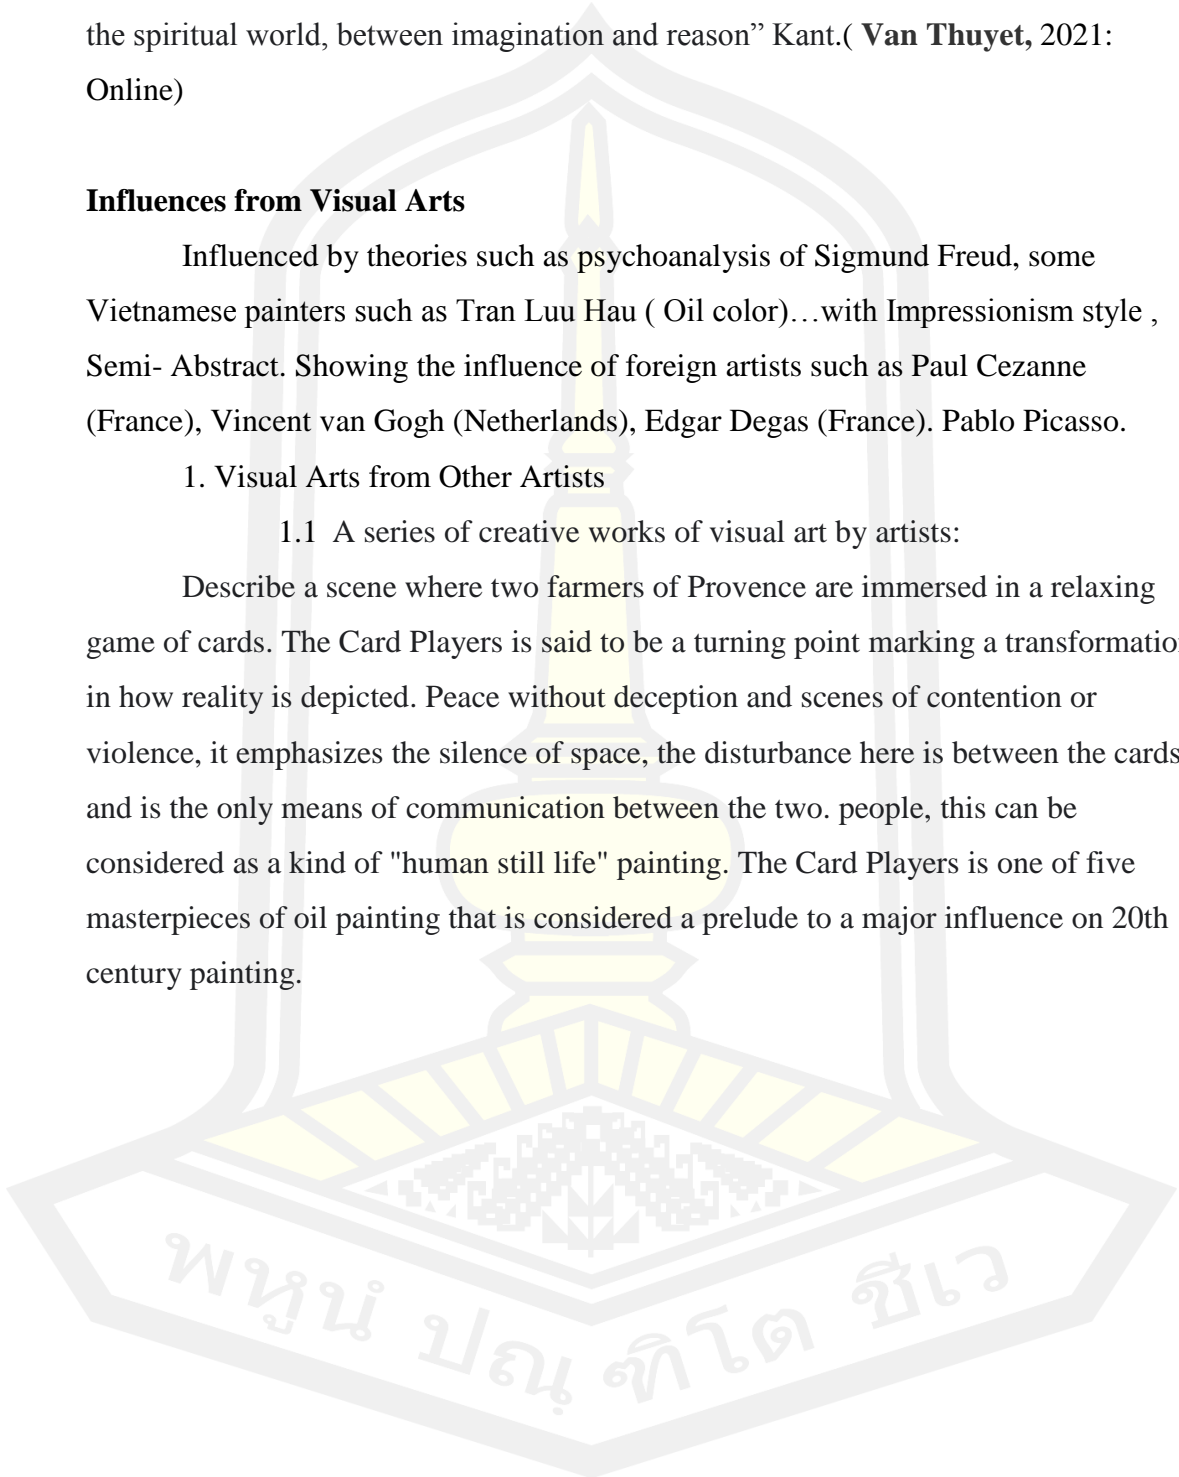 the spiritual world, between imagination and reason” Kant.( Van Thuyet, 2021:
Online)
Influences from Visual Arts
Influenced by theories such as psychoanalysis of Sigmund Freud, some
Vietnamese painters such as Tran Luu Hau ( Oil color)…with Impressionism style ,
Semi- Abstract. Showing the influence of foreign artists such as Paul Cezanne
(France), Vincent van Gogh (Netherlands), Edgar Degas (France). Pablo Picasso.
1. Visual Arts from Other Artists
1.1 A series of creative works of visual art by artists:
Describe a scene where two farmers of Provence are immersed in a relaxing
game of cards. The Card Players is said to be a turning point marking a transformation
in how reality is depicted. Peace without deception and scenes of contention or
violence, it emphasizes the silence of space, the disturbance here is between the cards
and is the only means of communication between the two. people, this can be
considered as a kind of "human still life" painting. The Card Players is one of five
masterpieces of oil painting that is considered a prelude to a major influence on 20th
century painting.
พหูนํ ปณฺฑิโต ชีเว